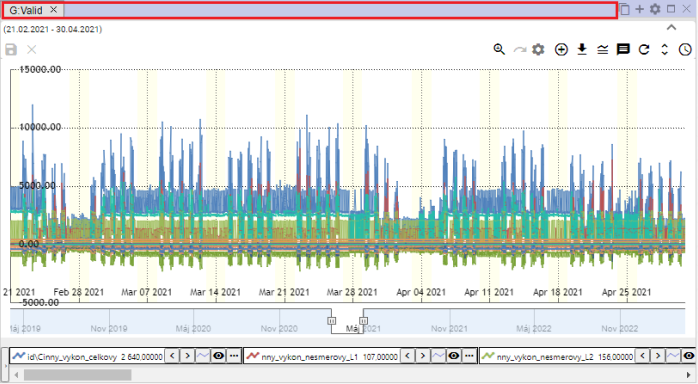 G:Valid
(21.02.2021 - 30.04.2021)
15000.00
10000.00
5000.00
0.00
-5000.00
21 2021 Feb 28 2021 Mar 07 2021 Mar 14 2021 Mar 21 2021 Mar 28 2021 Apr 04 2021 Apr 11 2021 Apr 18 2021 Apr 25 2021
Máj 2019 Nov 2019 Máj 2020 Nov 2020 Máj 2021 Nov 2021 Máj 2022 Nov 2022
id\Cinny_vykon_celkovy 2 640,00000 nny_vykon_nesmerovy_L1 107,00000 nny_vykon_nesmerovy_L2 156,00000